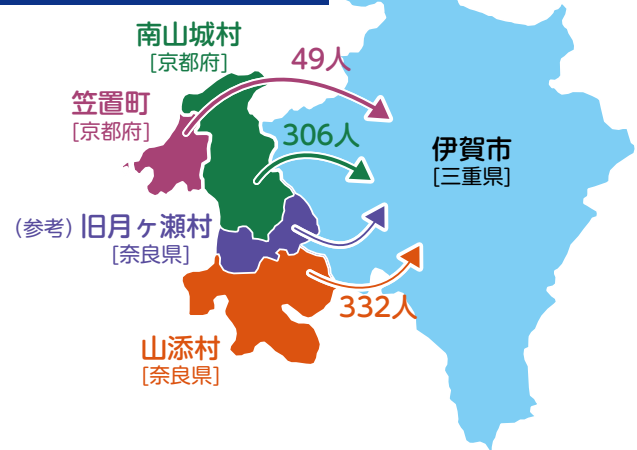 南山城村
[京都府]
49人
笠置町
[京都府]
306人
伊賀市
[三重県]
(参考) 旧月ヶ瀬村
[奈良県]
332人
山添村
[奈良県]